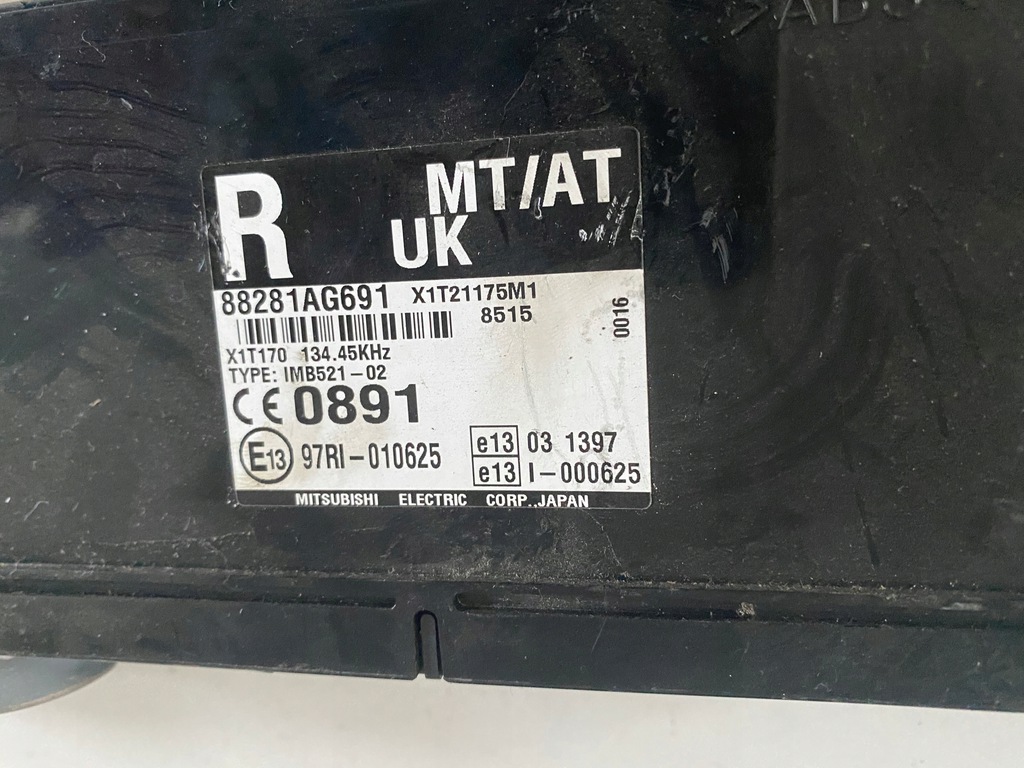 >ABS
R
MT/AT
UK
88281AG691 X1T21175M1
8515
0016
X1T170 134.45KHz
TYPE: IMB521-02
CE 0891
E13 97RI-010625
e13 03 1397
e13 I-000625
MITSUBISHI ELECTRIC CORP.,JAPAN